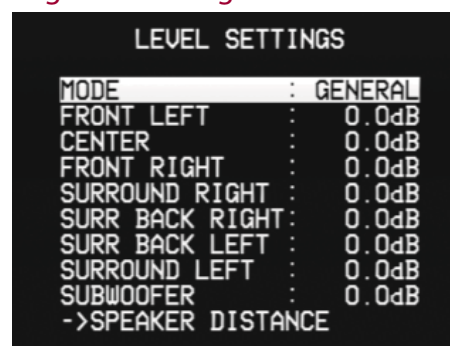 LEVEL SETTINGS
MODE : GENERAL
FRONT LEFT : 0.0dB
CENTER : 0.0dB
FRONT RIGHT : 0.0dB
SURROUND RIGHT : 0.0dB
SURR BACK RIGHT: 0.0dB
SURR BACK LEFT : 0.0dB
SURROUND LEFT : 0.0dB
SUBWOOFER : 0.0dB
->SPEAKER DISTANCE